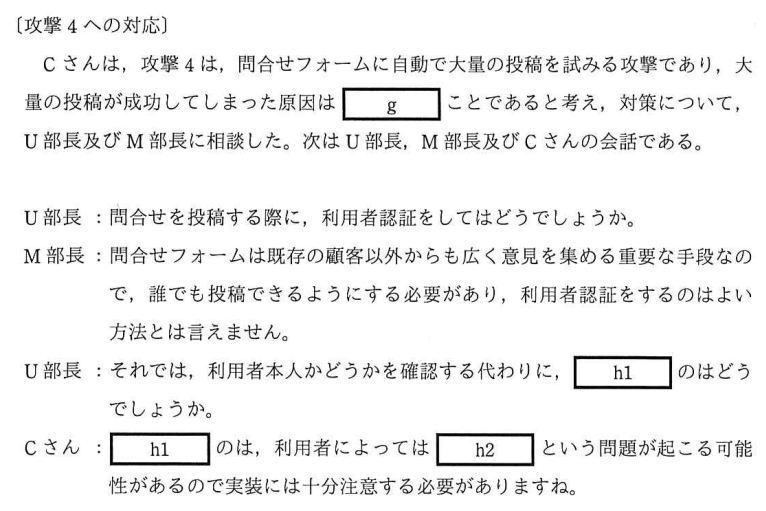 〔攻撃4への対応〕
Cさんは，攻撃4は，問合せフォームに自動で大量の投稿を試みる攻撃であり，大
量の投稿が成功してしまった原因は g ことであると考え，対策について，
U部長及びM部長に相談した。次はU部長，M部長及びCさんの会話である。
U部長 ：問合せを投稿する際に，利用者認証をしてはどうでしょうか。
M部長 ：問合せフォームは既存の顧客以外からも広く意見を集める重要な手段なの
で，誰でも投稿できるようにする必要があり，利用者認証をするのはよい
方法とは言えません。
U部長 ：それでは，利用者本人かどうかを確認する代わりに， h1 のはどう
でしょうか。
Cさん ： h1 のは，利用者によっては h2 という問題が起こる可能
性があるので実装には十分注意する必要がありますね。